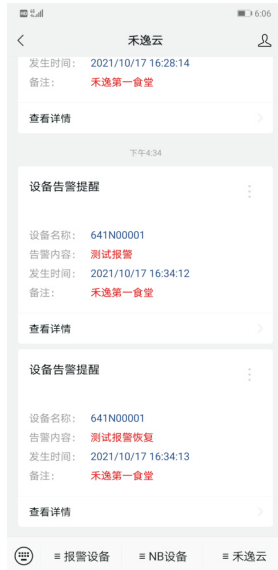 6:06
禾逸云
发生时间: 2021/10/17 16:28:14
备注: 禾逸第一食堂
查看详情
下午4:34
设备告警提醒
设备名称: 641N00001
告警内容: 测试报警
发生时间: 2021/10/17 16:34:12
备注: 禾逸第一食堂
查看详情
设备告警提醒
设备名称: 641N00001
告警内容: 测试报警恢复
发生时间: 2021/10/17 16:34:13
备注: 禾逸第一食堂
查看详情
≡ 报警设备 ≡ NB设备 ≡ 禾逸云